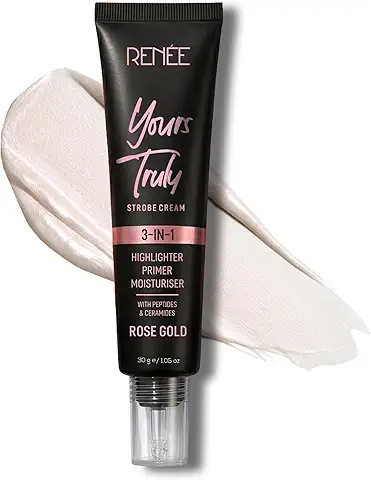 RENÉE
Yours
Truly
STROBE CREAM
3-IN-1
HIGHLIGHTER
PRIMER
MOISTURISER
WITH PEPTIDES
& CERAMIDES
ROSE GOLD
30 g e / 1.05 oz